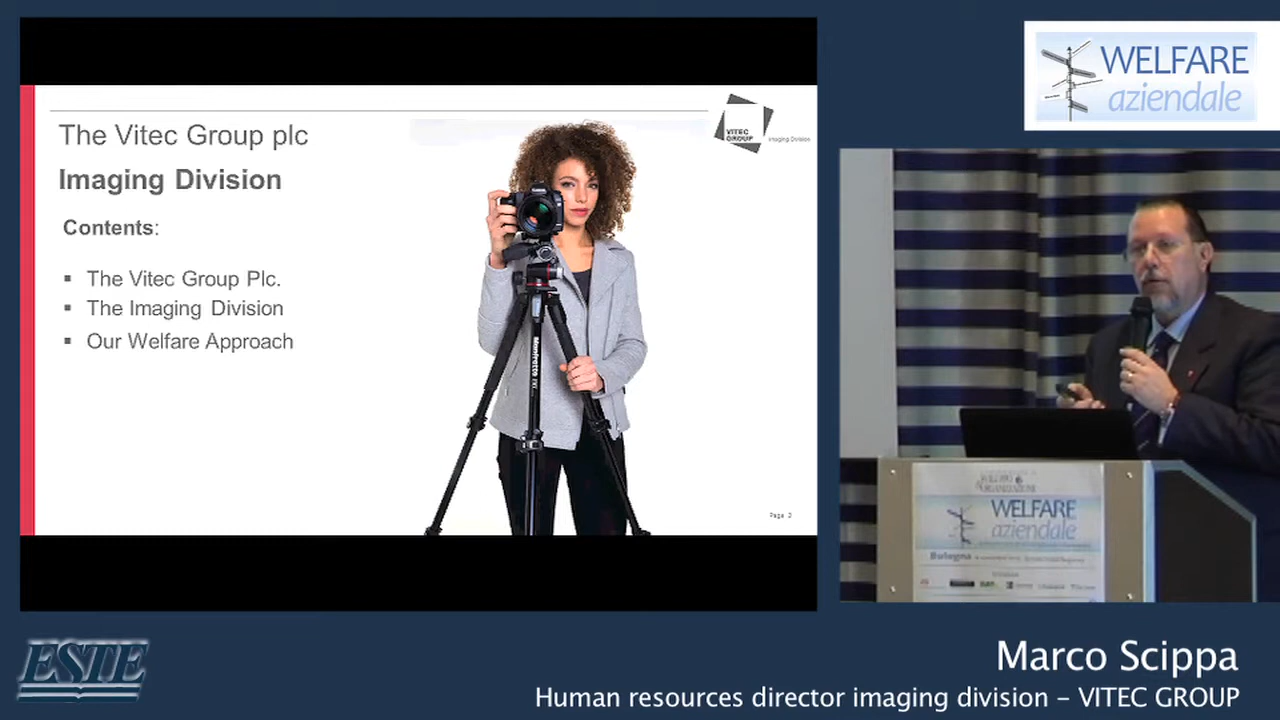 The Vitec Group plc
Imaging Division
Contents:
▪ The Vitec Group Plc.
▪ The Imaging Division
▪ Our Welfare Approach
VITEC
GROUP
Imaging Division
Manfrotto
Page 2
WELFARE
aziendale
SVILUPPO
ORGANIZZAZIONE
WELFARE
aziendale
Bologna
ESTE
Marco Scippa
Human resources director imaging division – VITEC GROUP